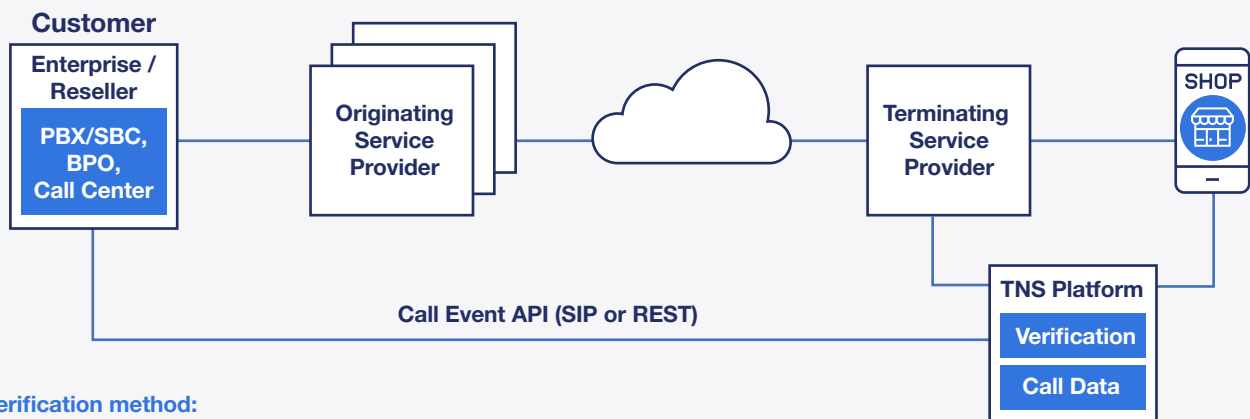 Customer
Enterprise /
Reseller
PBX/SBC,
BPO,
Call Center
Originating
Service
Provider
Terminating
Service
Provider
SHOP
TNS Platform
Verification
Call Data
Call Event API (SIP or REST)
erification method: